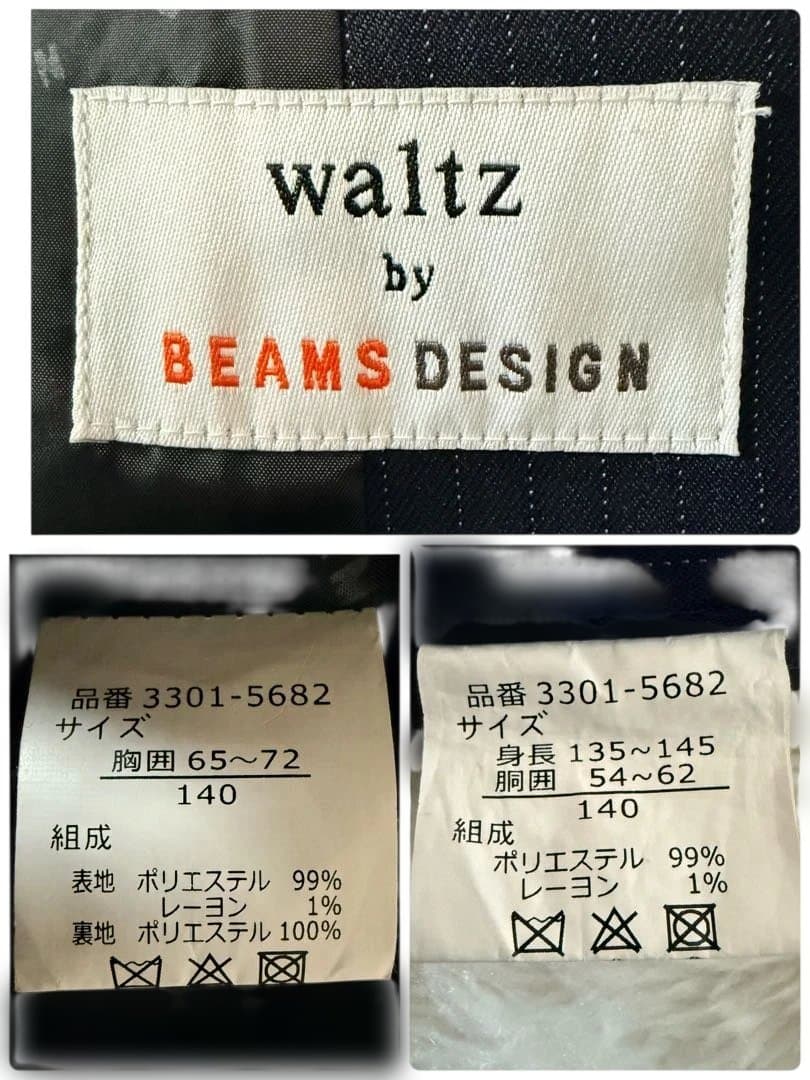 waltz
by
BEAMS DESIGN
品番 3301-5682
サイズ
胸囲 65〜72
140
組成
表地 ポリエステル 99%
レーヨン 1%
裏地 ポリエステル 100%
品番 3301-5682
サイズ
身長 135〜145
胴囲 54〜62
140
組成
ポリエステル 99%
レーヨン 1%